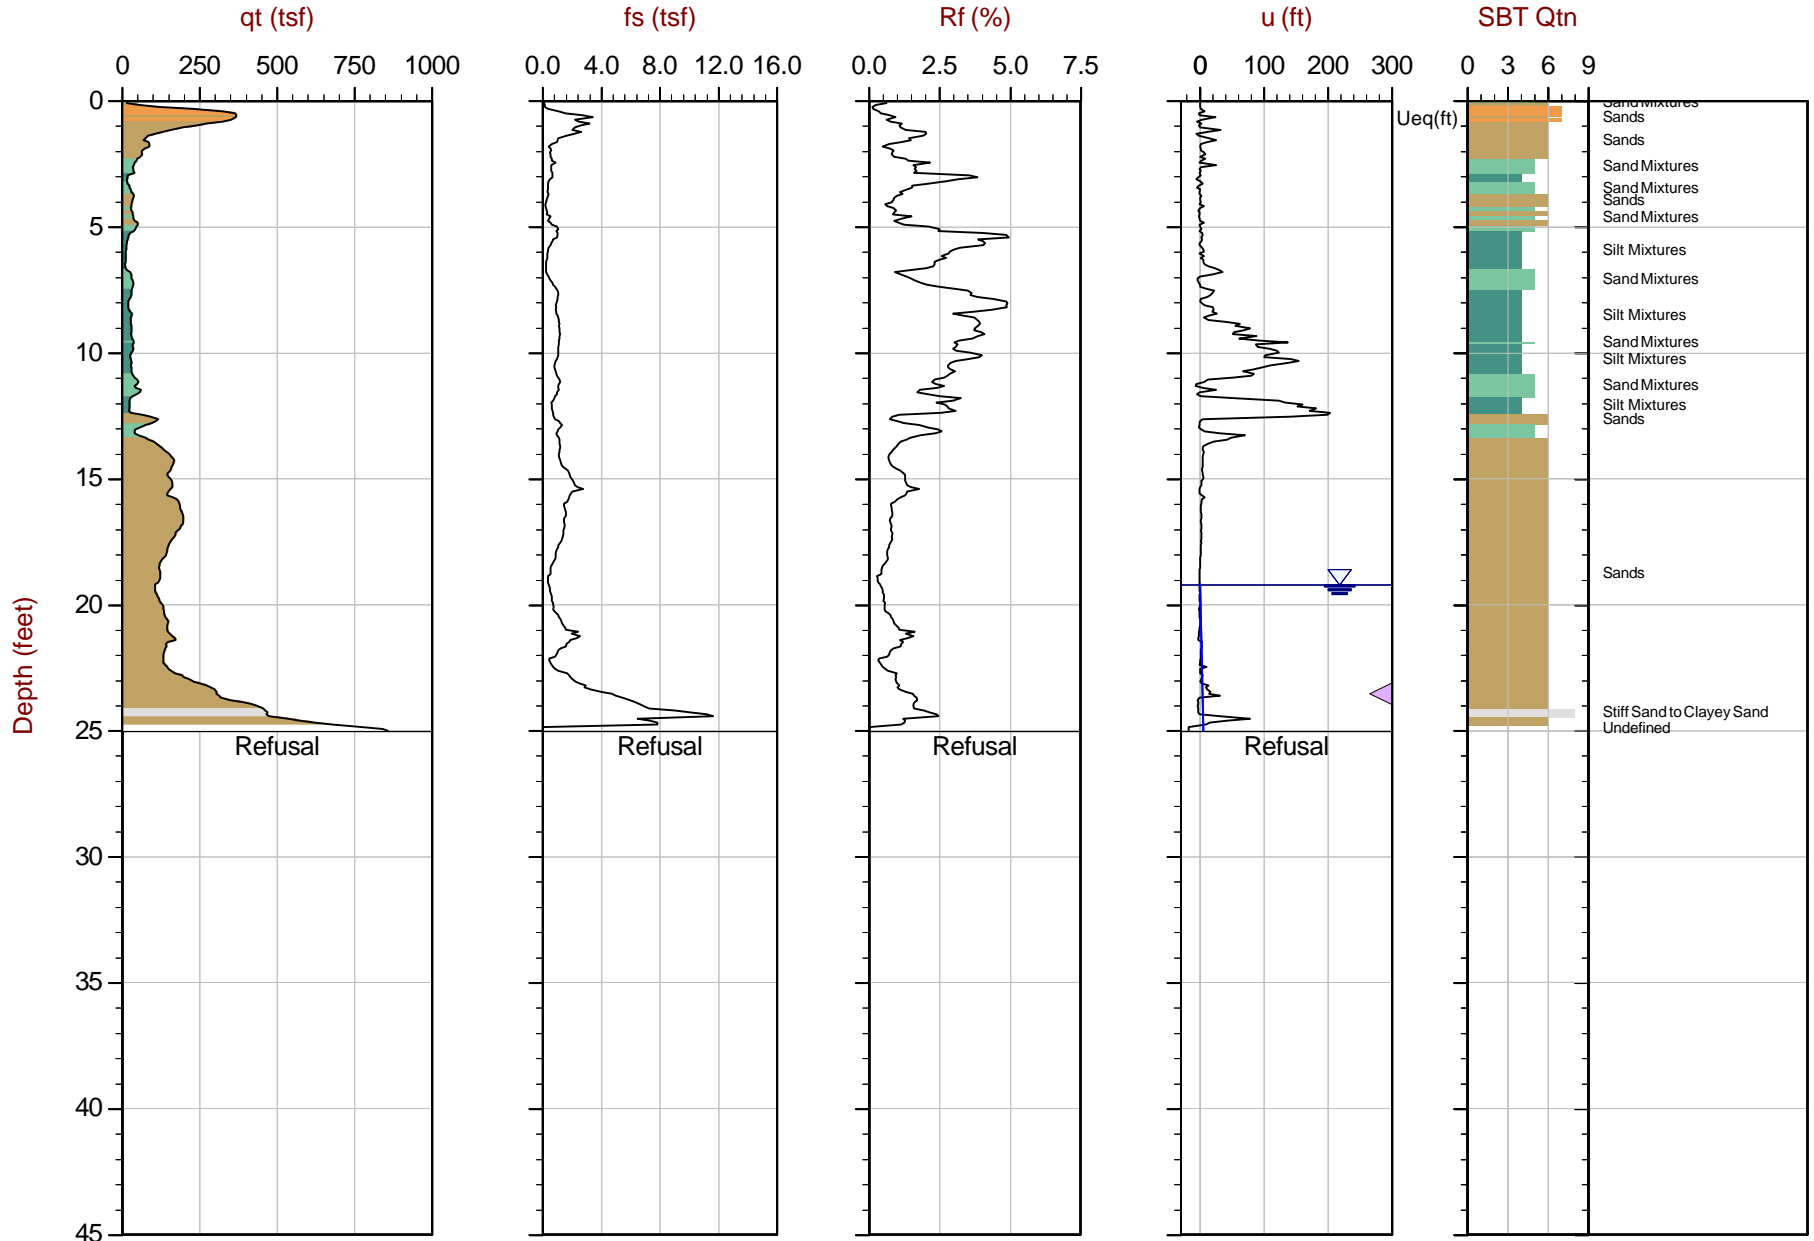 qt (tsf)
fs (tsf)
Rf (%)
u (ft)
SBT Qtn
0 250 500 750 1000
0.0 4.0 8.0 12.0 16.0
0.0 2.5 5.0 7.5
0 100 200 300
0 3 6 9
Depth (feet)
0
5
10
15
20
25
30
35
40
45
Ueq(ft)
Sand Mixtures
Sands
Sands
Sand Mixtures
Sand Mixtures
Sands
Sand Mixtures
Silt Mixtures
Sand Mixtures
Silt Mixtures
Sand Mixtures
Silt Mixtures
Sand Mixtures
Silt Mixtures
Sands
Sands
Stiff Sand to Clayey Sand
Undefined
Refusal
Refusal
Refusal
Refusal